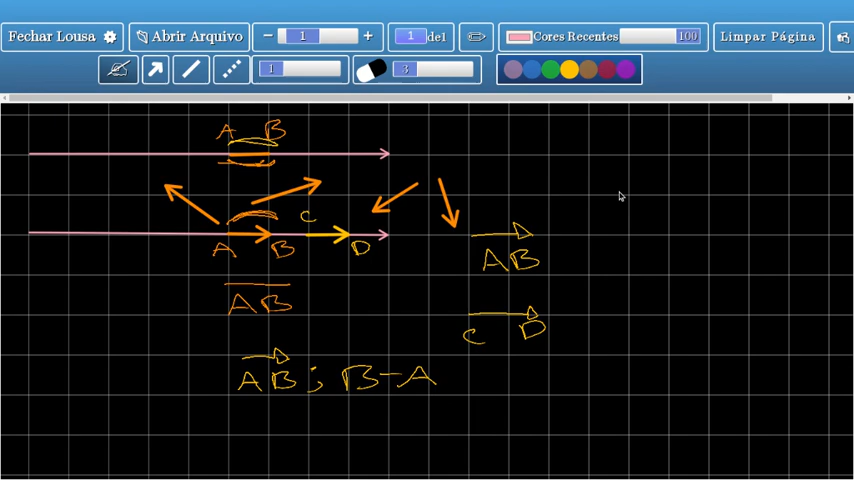 Fechar Lousa Abrir Arquivo − 1 + 1 de1 Cores Recentes 100 Limpar Página
1 3
A B
C
A B D
AB
AB
C D
AB ; B-A